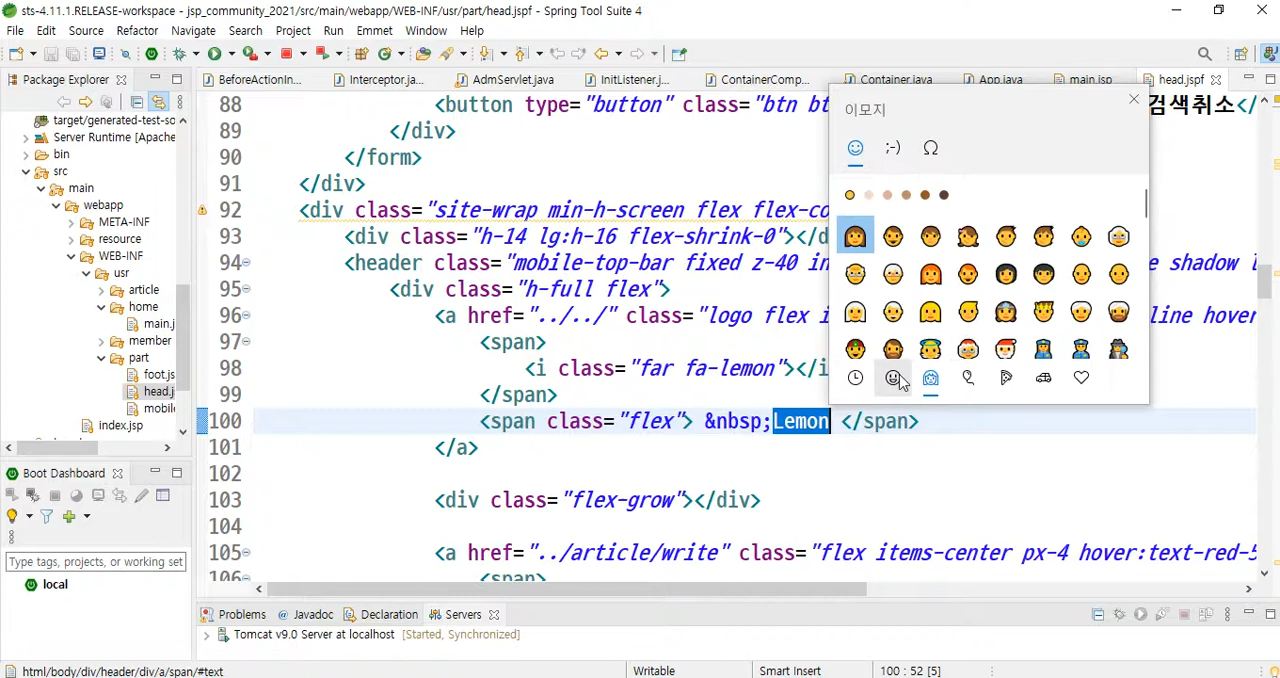 sts-4.11.1.RELEASE-workspace - jsp_community_2021/src/main/webapp/WEB-INF/usr/part/head.jspf - Spring Tool Suite 4
File Edit Source Refactor Navigate Search Project Run Emmet Window Help
Package Explorer
BeforeActionIn...
Interceptor.ja...
AdmServlet.java
InitListener.j...
ContainerComp...
Container.java
App.java
main.jsp
head.jspf
target/generated-test-so
Server Runtime [Apache
bin
src
main
webapp
META-INF
resource
WEB-INF
usr
article
home
main.j
member
part
foot.js
head.j
mobile
index.jsp
Boot Dashboard
Type tags, projects, or working set
local
88 <button type="button" class="btn bt 검색취소</
89 </div>
90 </form>
91 </div>
92 <div class="site-wrap min-h-screen flex flex-co
93 <div class="h-14 lg:h-16 flex-shrink-0"></d
94 <header class="mobile-top-bar fixed z-40 in e shadow l
95 <div class="h-full flex">
96 <a href="../../" class="logo flex i line hover
97 <span>
98 <i class="far fa-lemon"></i
99 </span>
100 <span class="flex"> &nbsp;Lemon </span>
101 </a>
102
103 <div class="flex-grow"></div>
104
105 <a href="../article/write" class="flex items-center px-4 hover:text-red-5
106 <span>
이모지
;-)
Ω
Problems @ Javadoc Declaration Servers
Tomcat v9.0 Server at localhost [Started, Synchronized]
html/body/div/header/div/a/span/#text
Writable
Smart Insert
100 : 52 [5]